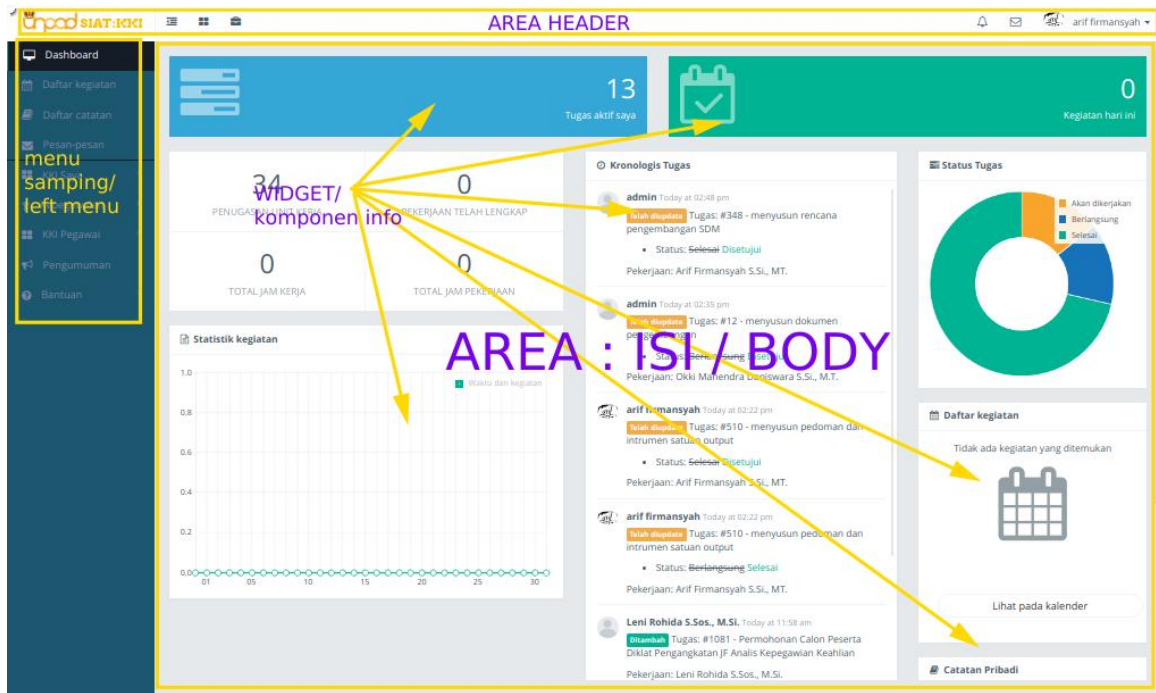 Unpad SIAT:KKI
AREA HEADER
arif firmansyah
Dashboard
Daftar kegiatan
Daftar catatan
Pesan-pesan
menu
samping/
left menu
KKI Pegawai
Pengumuman
Bantuan
13
Tugas aktif saya
0
Kegiatan hari ini
34
WIDGET/
komponen info
0
PEKERJAAN TELAH LENGKAP
0
TOTAL JAM KERJA
0
TOTAL JAM PEKERJAAN
Statistik kegiatan
Waktu dan kegiatan
1.0
0.8
0.6
0.4
0.2
0.0
01 05 10 15 20 25 30
AREA : ISI / BODY
Kronologis Tugas
admin Today at 02:48 pm
Telah diupdate Tugas: #348 - menyusun rencana
pengembangan SDM
Status: Selesai Disetujui
Pekerjaan: Arif Firmansyah S.Si., MT.
admin Today at 02:35 pm
Telah diupdate Tugas: #12 - menyusun dokumen
pengembangan
Status: Berlangsung Disetujui
Pekerjaan: Okki Mahendra Daniswara S.Si., M.T.
arif firmansyah Today at 02:22 pm
Telah diupdate Tugas: #510 - menyusun pedoman dan
intrumen satuan output
Status: Selesai Disetujui
Pekerjaan: Arif Firmansyah S.Si., MT.
arif firmansyah Today at 02:22 pm
Telah diupdate Tugas: #510 - menyusun pedoman dan
intrumen satuan output
Status: Berlangsung Selesai
Pekerjaan: Arif Firmansyah S.Si., MT.
Leni Rohida S.Sos., M.Si. Today at 11:58 am
Ditambah Tugas: #1081 - Permohonan Calon Peserta
Diklat Pengangkatan JF Analis Kepegawian Keahlian
Pekerjaan: Leni Rohida S.Sos., M.Si.
Status Tugas
Akan dikerjakan
Berlangsung
Selesai
Daftar kegiatan
Tidak ada kegiatan yang ditemukan
Lihat pada kalender
Catatan Pribadi